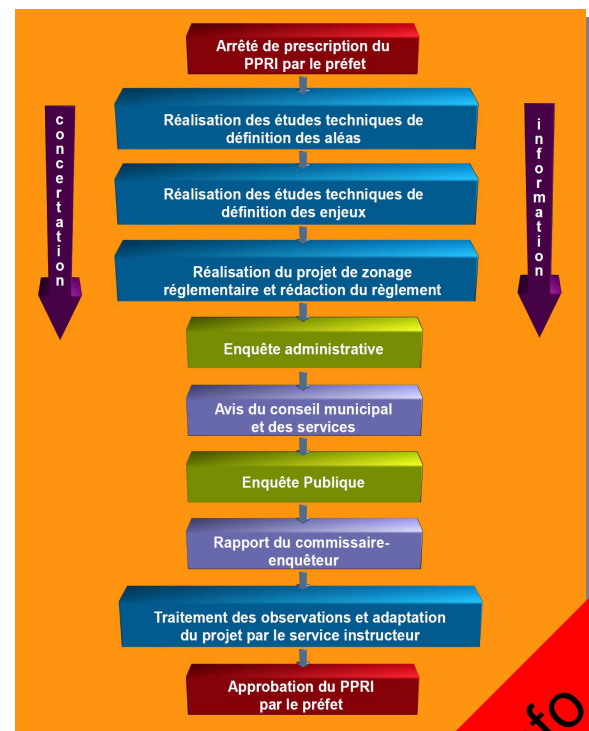 Arrêté de prescription du
PPRI par le préfet
concertation
information
Réalisation des études techniques de
définition des aléas
Réalisation des études techniques de
définition des enjeux
Réalisation du projet de zonage
réglementaire et rédaction du règlement
Enquête administrative
Avis du conseil municipal
et des services
Enquête Publique
Rapport du commissaire-
enquêteur
Traitement des observations et adaptation
du projet par le service instructeur
Approbation du PPRI
par le préfet
fo